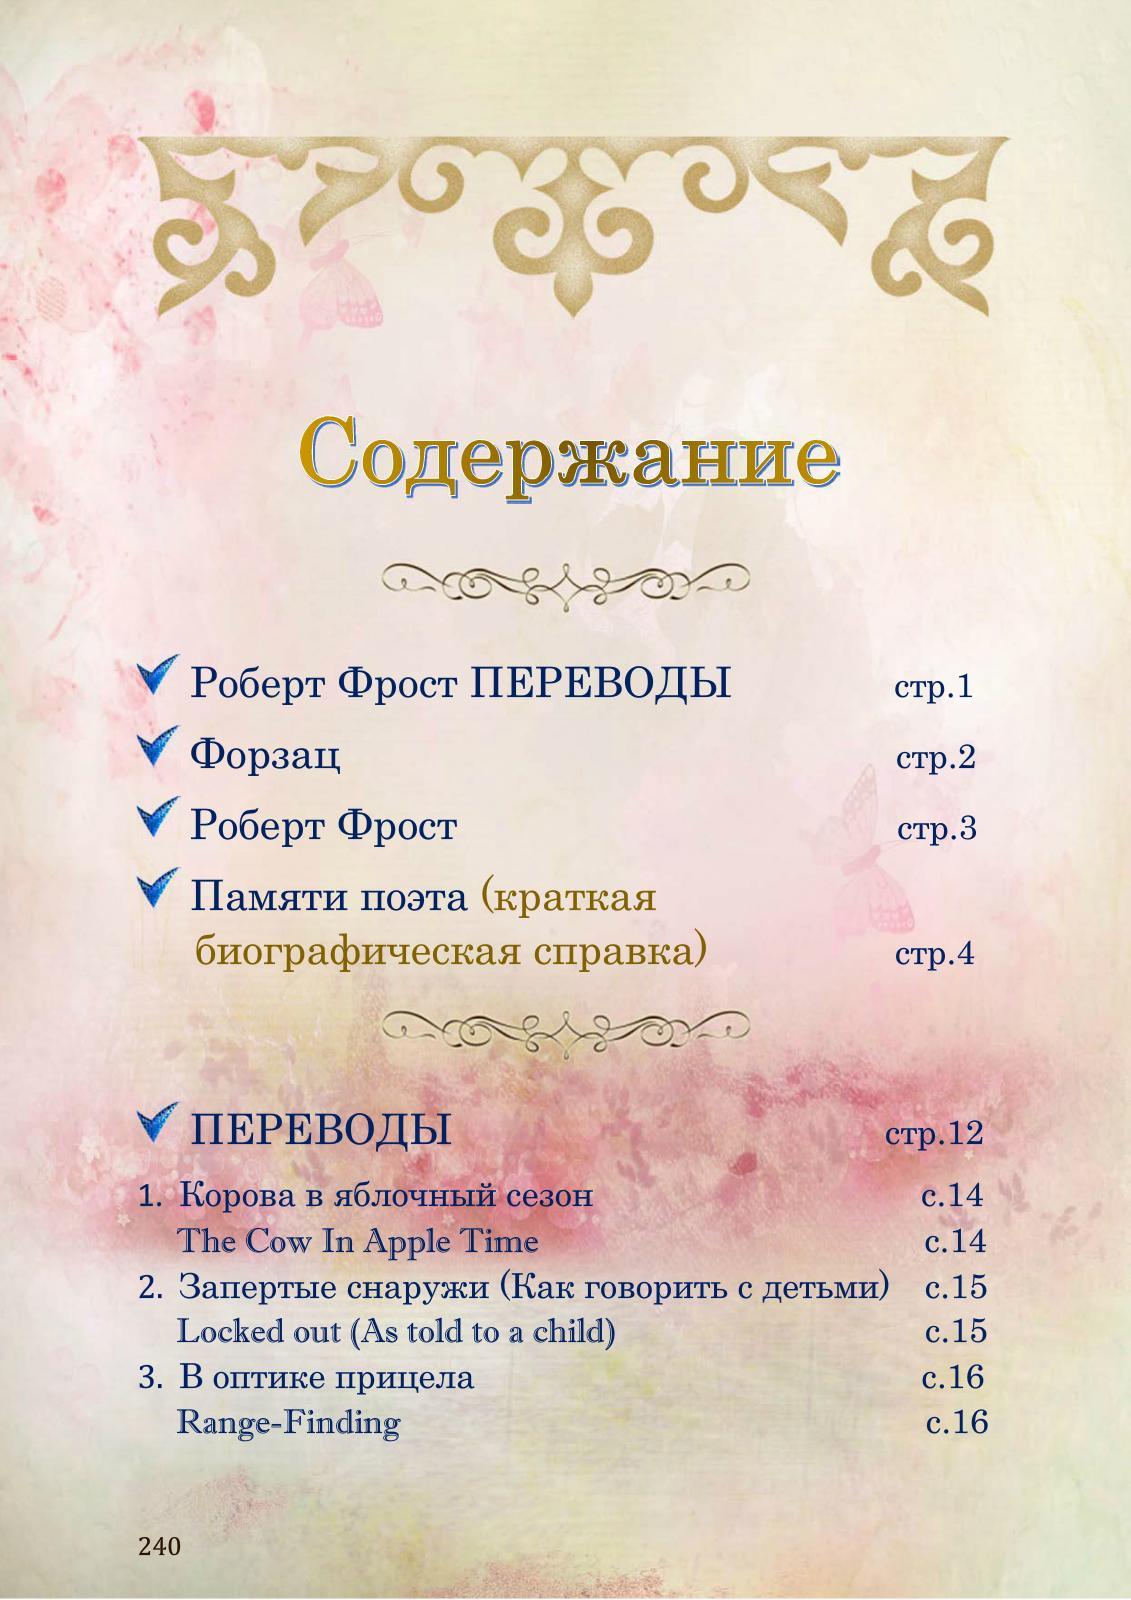 Содержание
Роберт Фрост ПЕРЕВОДЫ стр.1
Форзац стр.2
Роберт Фрост стр.3
Памяти поэта (краткая
биографическая справка) стр.4
ПЕРЕВОДЫ стр.12
1. Корова в яблочный сезон с.14
The Cow In Apple Time с.14
2. Запертые снаружи (Как говорить с детьми) с.15
Locked out (As told to a child) с.15
3. В оптике прицела с.16
Range-Finding с.16
240